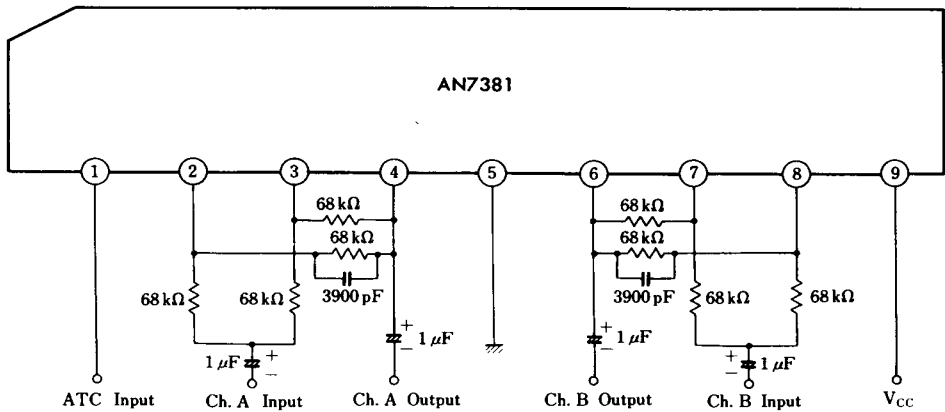 AN7381
1 2 3 4 5 6 7 8 9
68 kΩ 68 kΩ
68 kΩ 68 kΩ
3900 pF 3900 pF
68 kΩ 68 kΩ 68 kΩ 68 kΩ
+ 1 μF + 1 μF
− −
1 μF + + 1 μF
− −
ATC Input Ch. A Input Ch. A Output Ch. B Output Ch. B Input VCC